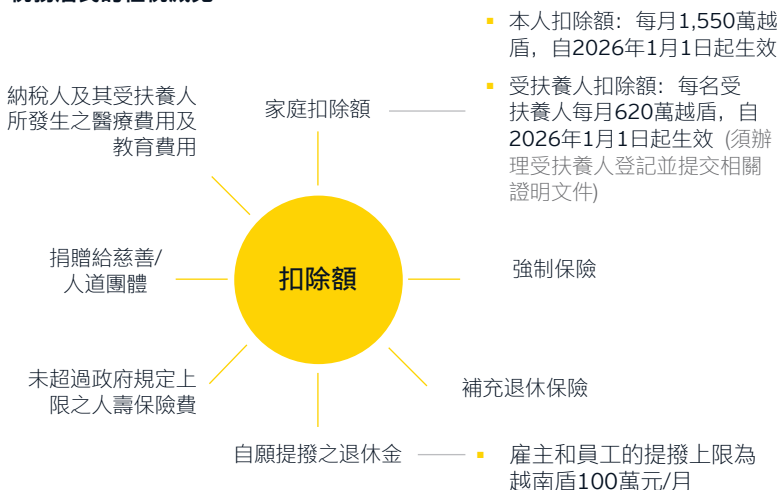 ▪ 本人扣除額：每月1,550萬越
盾，自2026年1月1日起生效
▪ 受扶養人扣除額：每名受
扶養人每月620萬越盾，自
2026年1月1日起生效 (須辦
理受扶養人登記並提交相關
證明文件)
家庭扣除額
納稅人及其受扶養人
所發生之醫療費用及
教育費用
捐贈給慈善/
人道團體
扣除額
強制保險
未超過政府規定上
限之人壽保險費
補充退休保險
自願提撥之退休金
▪ 雇主和員工的提撥上限為
越南盾100萬元/月